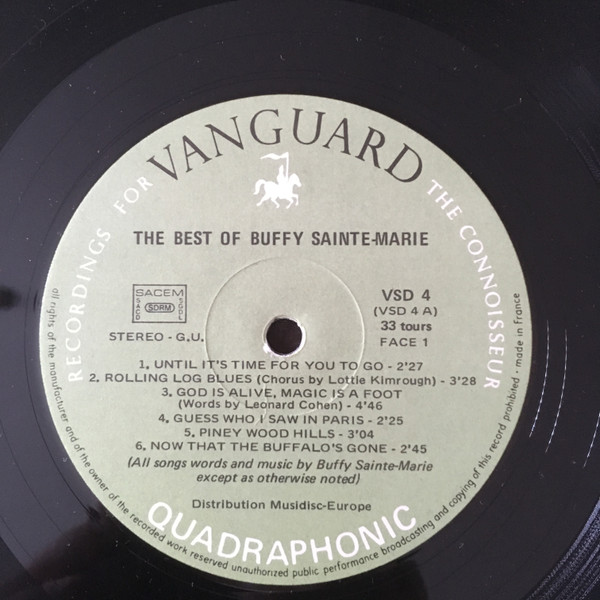 RECORDINGS FOR VANGUARD THE CONNOISSEUR
THE BEST OF BUFFY SAINTE-MARIE
SACEM
SACD SDRM SGDL
STEREO - G.U.
VSD 4
(VSD 4 A)
33 tours
FACE 1
1. UNTIL IT'S TIME FOR YOU TO GO - 2'27
2. ROLLING LOG BLUES (Chorus by Lottie Kimrough) - 3'28
3. GOD IS ALIVE, MAGIC IS A FOOT
(Words by Leonard Cohen) - 4'46
4. GUESS WHO I SAW IN PARIS - 2'25
5. PINEY WOOD HILLS - 3'04
6. NOW THAT THE BUFFALO'S GONE - 2'45
(All songs words and music by Buffy Sainte-Marie
except as otherwise noted)
Distribution Musidisc-Europe
QUADRAPHONIC
all rights of the manufacturer and of the owner of the recorded work reserved unauthorized public performance broadcasting and copying of this record prohibited - made in France